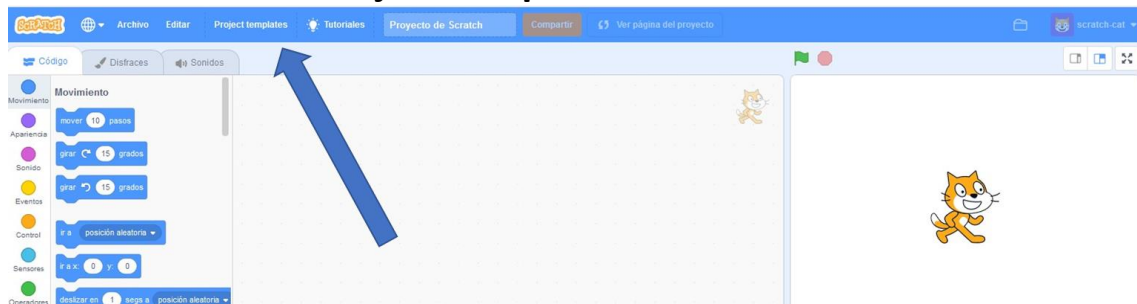 SCRATCH Archivo Editar Project templates Tutoriales Proyecto de Scratch Compartir Ver página del proyecto scratch-cat
Código Disfraces Sonidos
Movimiento
Apariencia
Sonido
Eventos
Control
Sensores
Operadores
Movimiento
mover 10 pasos
girar 15 grados
girar 15 grados
ir a posición aleatoria
ir a x: 0 y: 0
deslizar en 1 segs a posición aleatoria